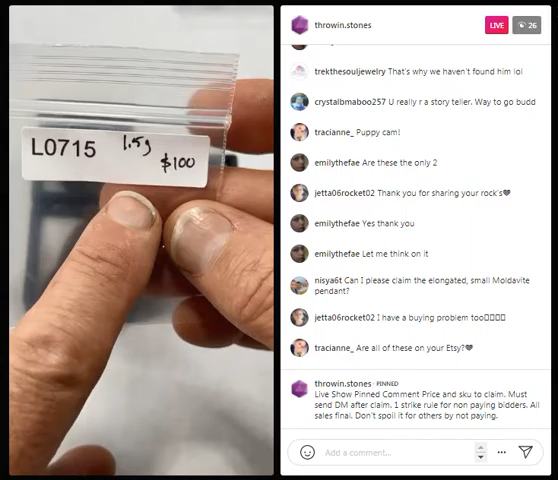 L0715 1.5g
$100
throwin.stones LIVE 26
trekthesouljewelry That's why we haven't found him lol
crystalbmaboo257 U really r a story teller. Way to go budd
tracianne_ Puppy cam!
emilythefae Are these the only 2
jetta06rocket02 Thank you for sharing your rock's🖤
emilythefae Yes thank you
emilythefae Let me think on it
nisya6t Can I please claim the elongated, small Moldavite
pendant?
jetta06rocket02 I have a buying problem too▯▯▯▯
tracianne_ Are all of these on your Etsy?🖤
throwin.stones · PINNED
Live Show Pinned Comment Price and sku to claim. Must
send DM after claim. 1 strike rule for non paying bidders. All
sales final. Don't spoil it for others by not paying.
Add a comment...